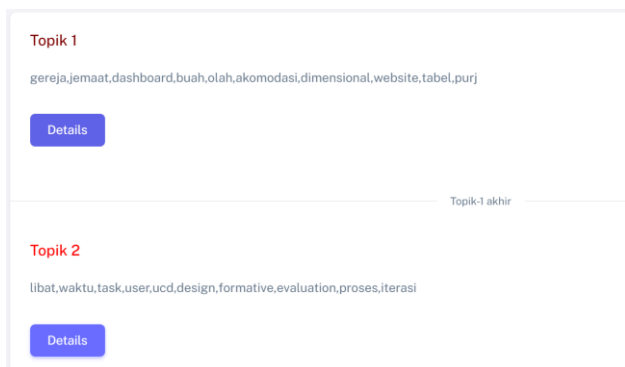 Topik 1
gereja,jemaat,dashboard,buah,olah,akomodasi,dimensional,website,tabel,purj
Details
Topik-1 akhir
Topik 2
libat,waktu,task,user,ucd,design,formative,evaluation,proses,iterasi
Details